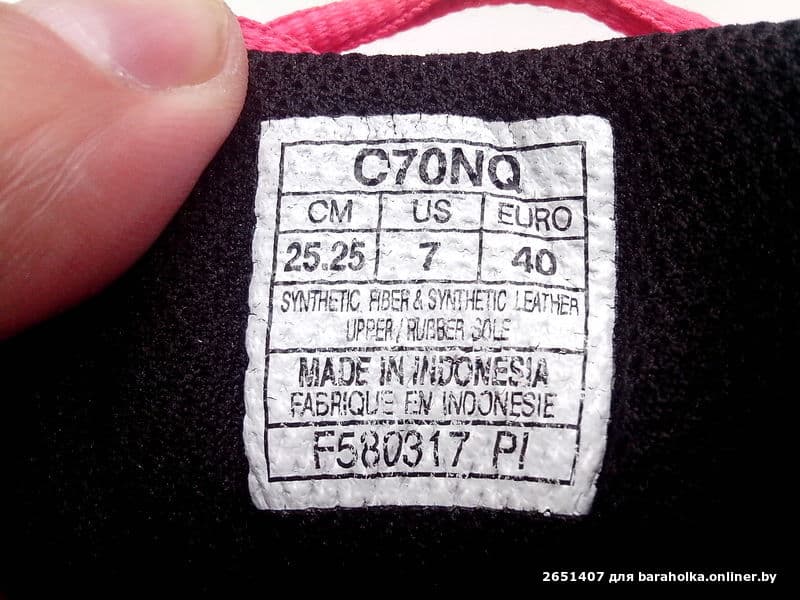 C70NQ
CM US EURO
25.25 7 40
SYNTHETIC FIBER & SYNTHETIC LEATHER
UPPER / RUBBER SOLE
MADE IN INDONESIA
FABRIQUE EN INDONESIE
F580317 P!
2651407 для baraholka.onliner.by